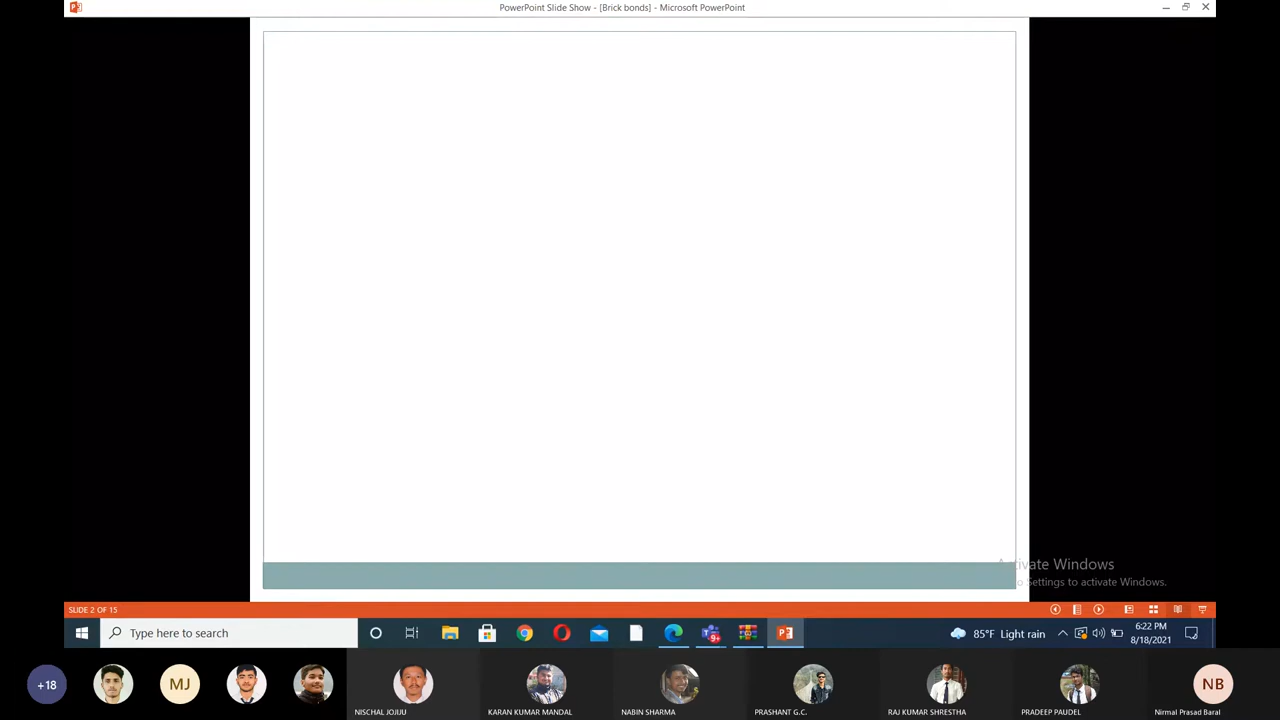 PowerPoint Slide Show - [Brick bonds] - Microsoft PowerPoint
Activate Windows
to Settings to activate Windows.
SLIDE 2 OF 15
Type here to search
9+
85°F Light rain
6:22 PM
8/18/2021
+18
MJ
NB
NISCHAL JOJIJU
KARAN KUMAR MANDAL
NABIN SHARMA
PRASHANT G.C.
RAJ KUMAR SHRESTHA
PRADEEP PAUDEL
Nirmal Prasad Baral